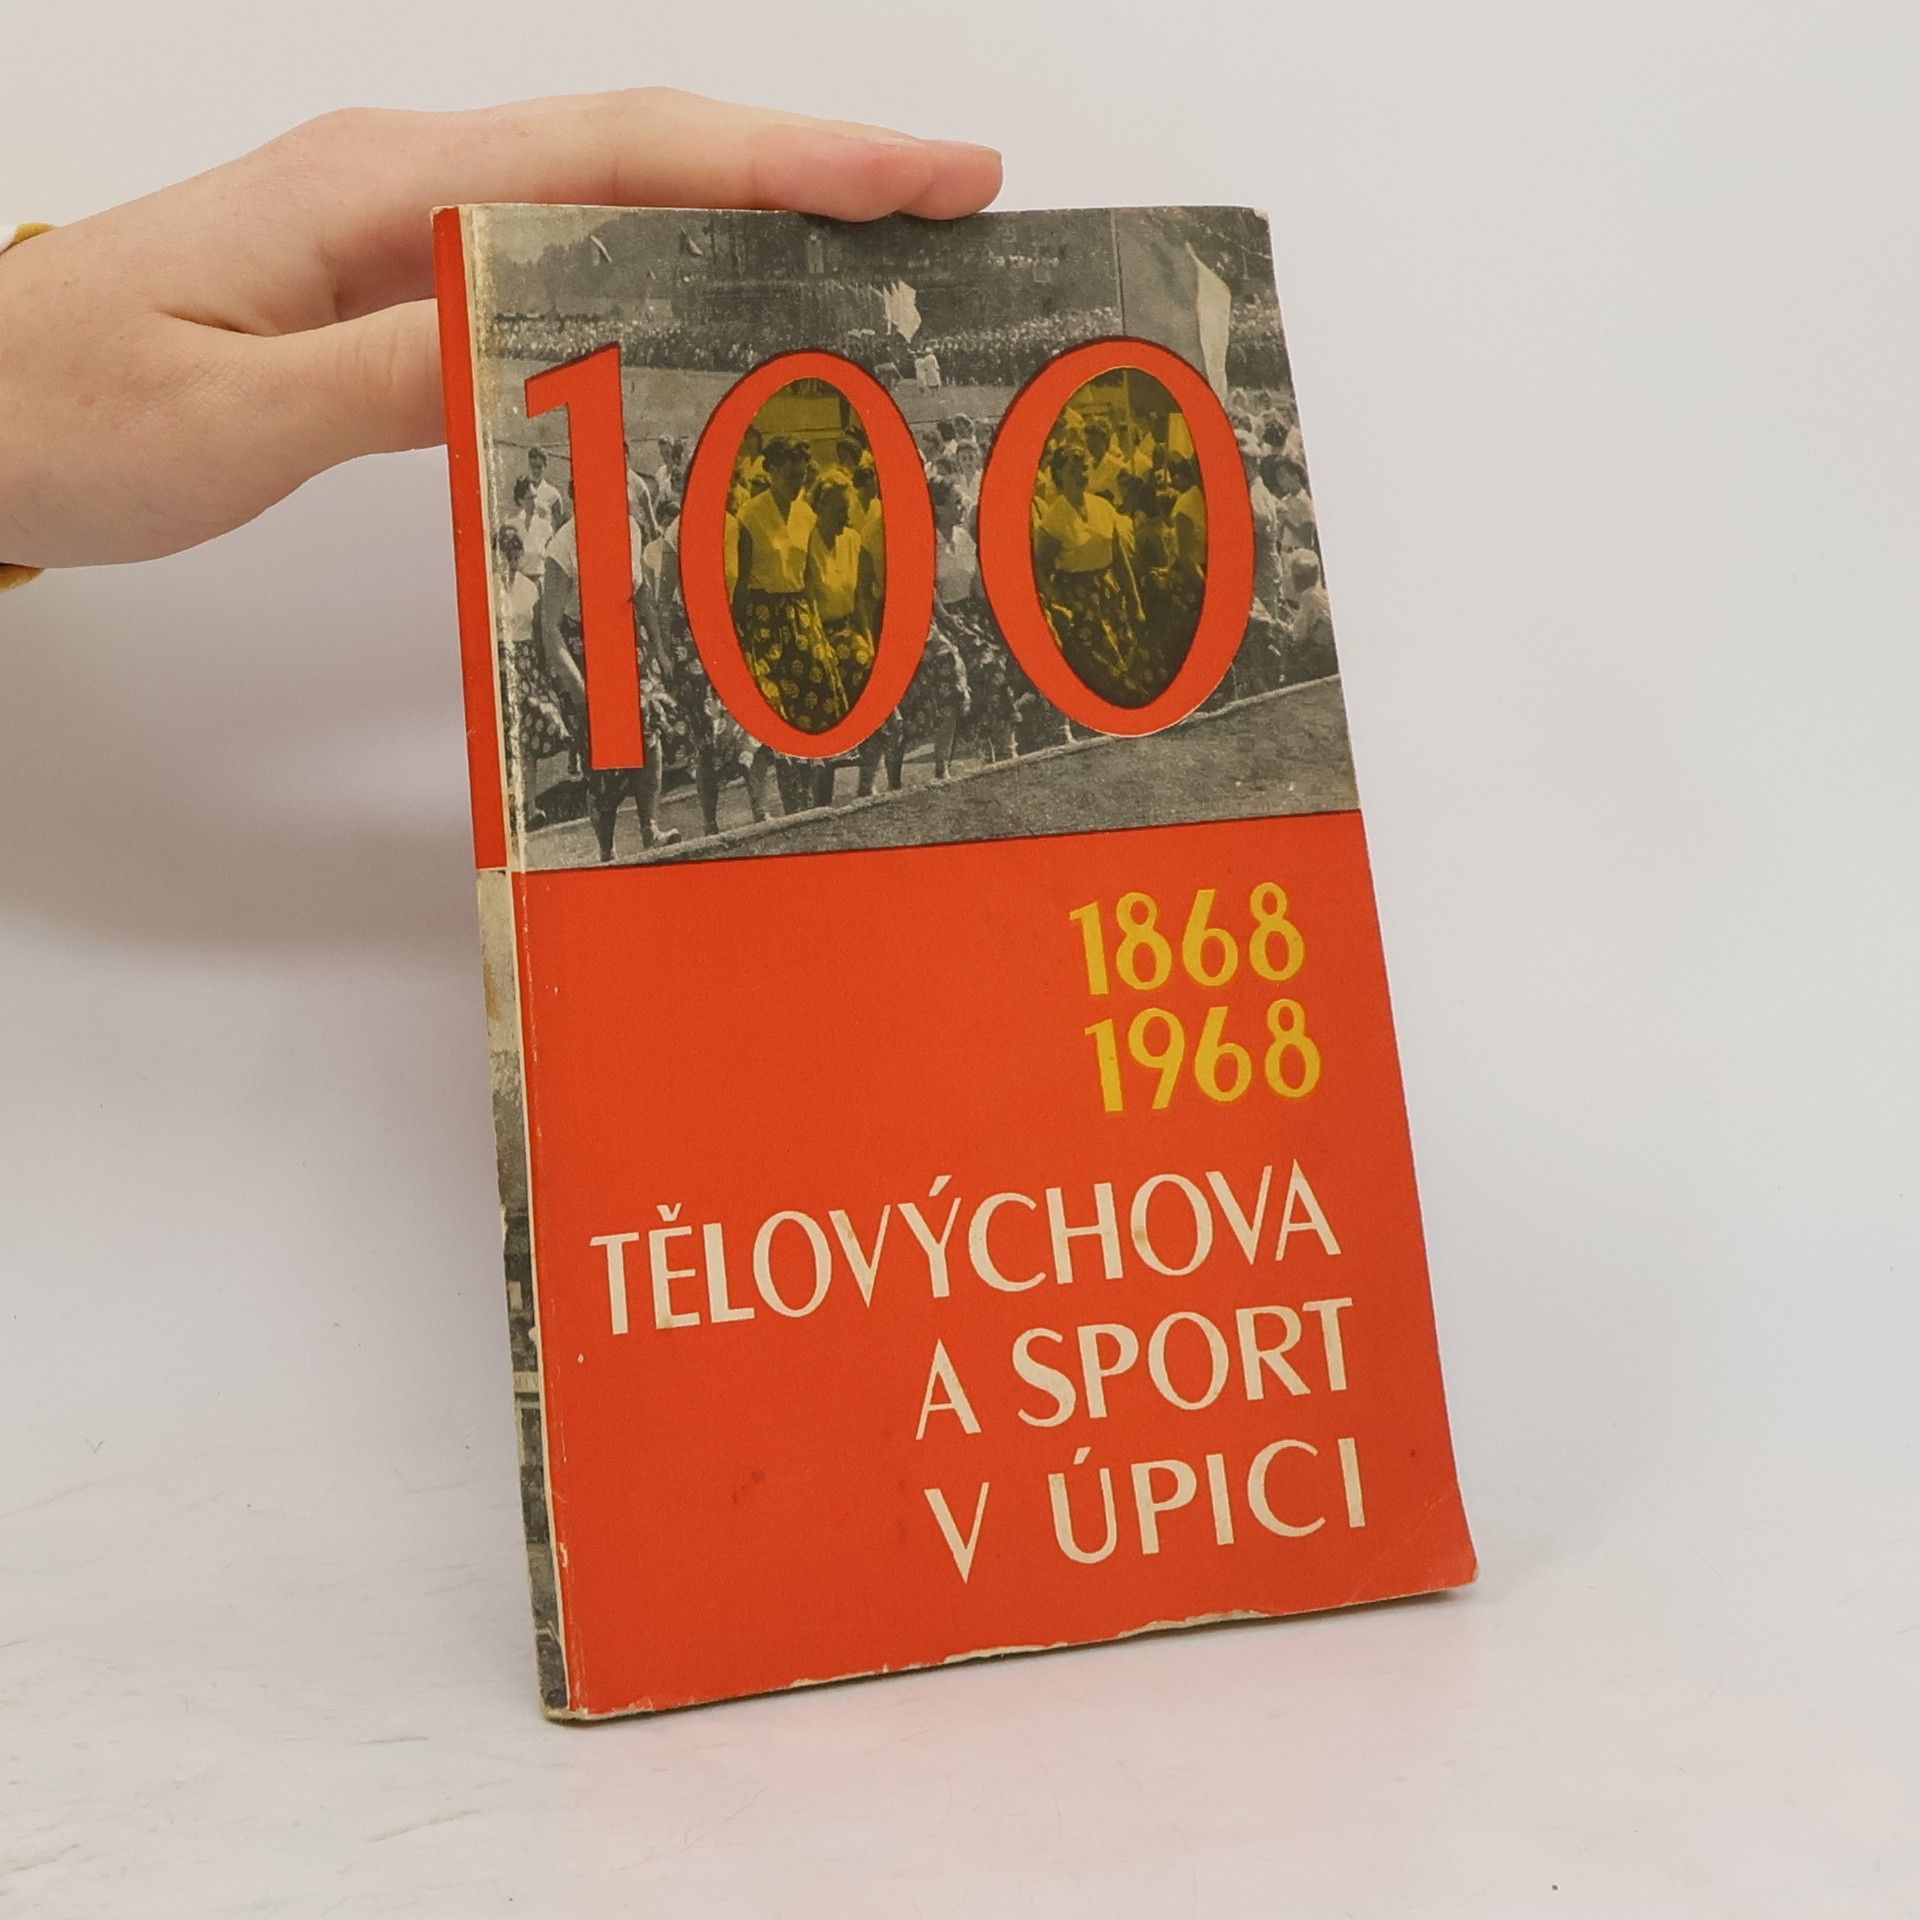 100
1868
1968
TĚLOVÝCHOVA
A SPORT
V ÚPICI